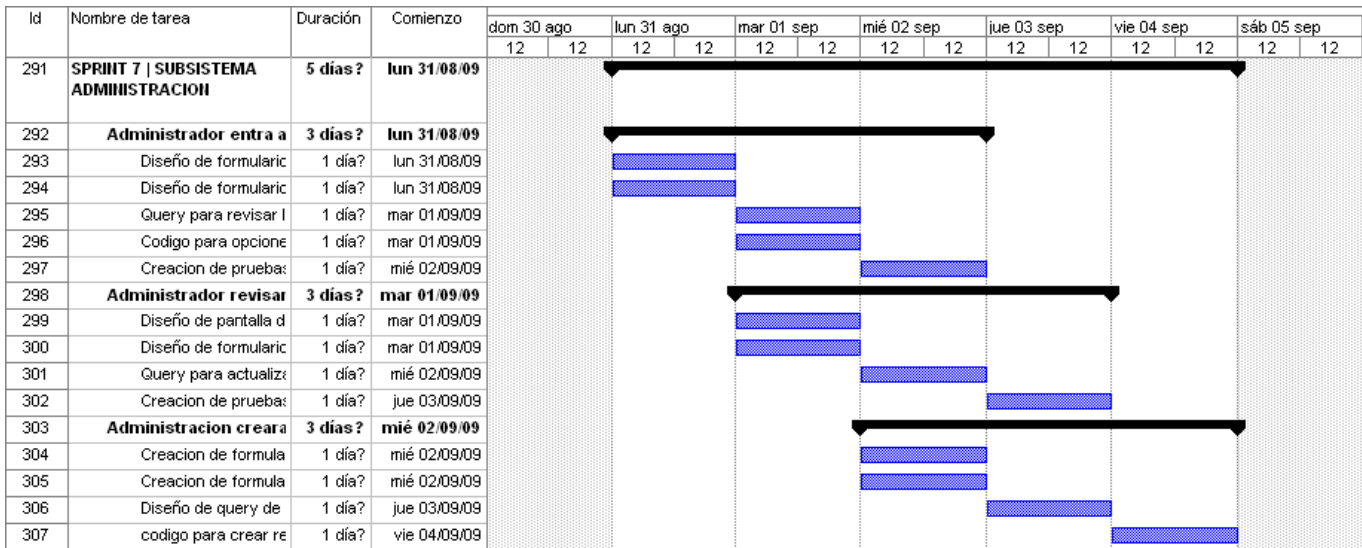 Id Nombre de tarea Duración Comienzo
dom 30 ago lun 31 ago mar 01 sep mié 02 sep jue 03 sep vie 04 sep sáb 05 sep
12 12 12 12 12 12 12 12 12 12 12 12 12 12
291 SPRINT 7 | SUBSISTEMA 5 días? lun 31/08/09
ADMINISTRACION
292 Administrador entra a 3 días? lun 31/08/09
293 Diseño de formularic 1 día? lun 31/08/09
294 Diseño de formularic 1 día? lun 31/08/09
295 Query para revisar l 1 día? mar 01/09/09
296 Codigo para opcione 1 día? mar 01/09/09
297 Creacion de pruebas 1 día? mié 02/09/09
298 Administrador revisar 3 días? mar 01/09/09
299 Diseño de pantalla d 1 día? mar 01/09/09
300 Diseño de formularic 1 día? mar 01/09/09
301 Query para actualiza 1 día? mié 02/09/09
302 Creacion de pruebas 1 día? jue 03/09/09
303 Administracion creara 3 días? mié 02/09/09
304 Creacion de formula 1 día? mié 02/09/09
305 Creacion de formula 1 día? mié 02/09/09
306 Diseño de query de 1 día? jue 03/09/09
307 codigo para crear re 1 día? vie 04/09/09